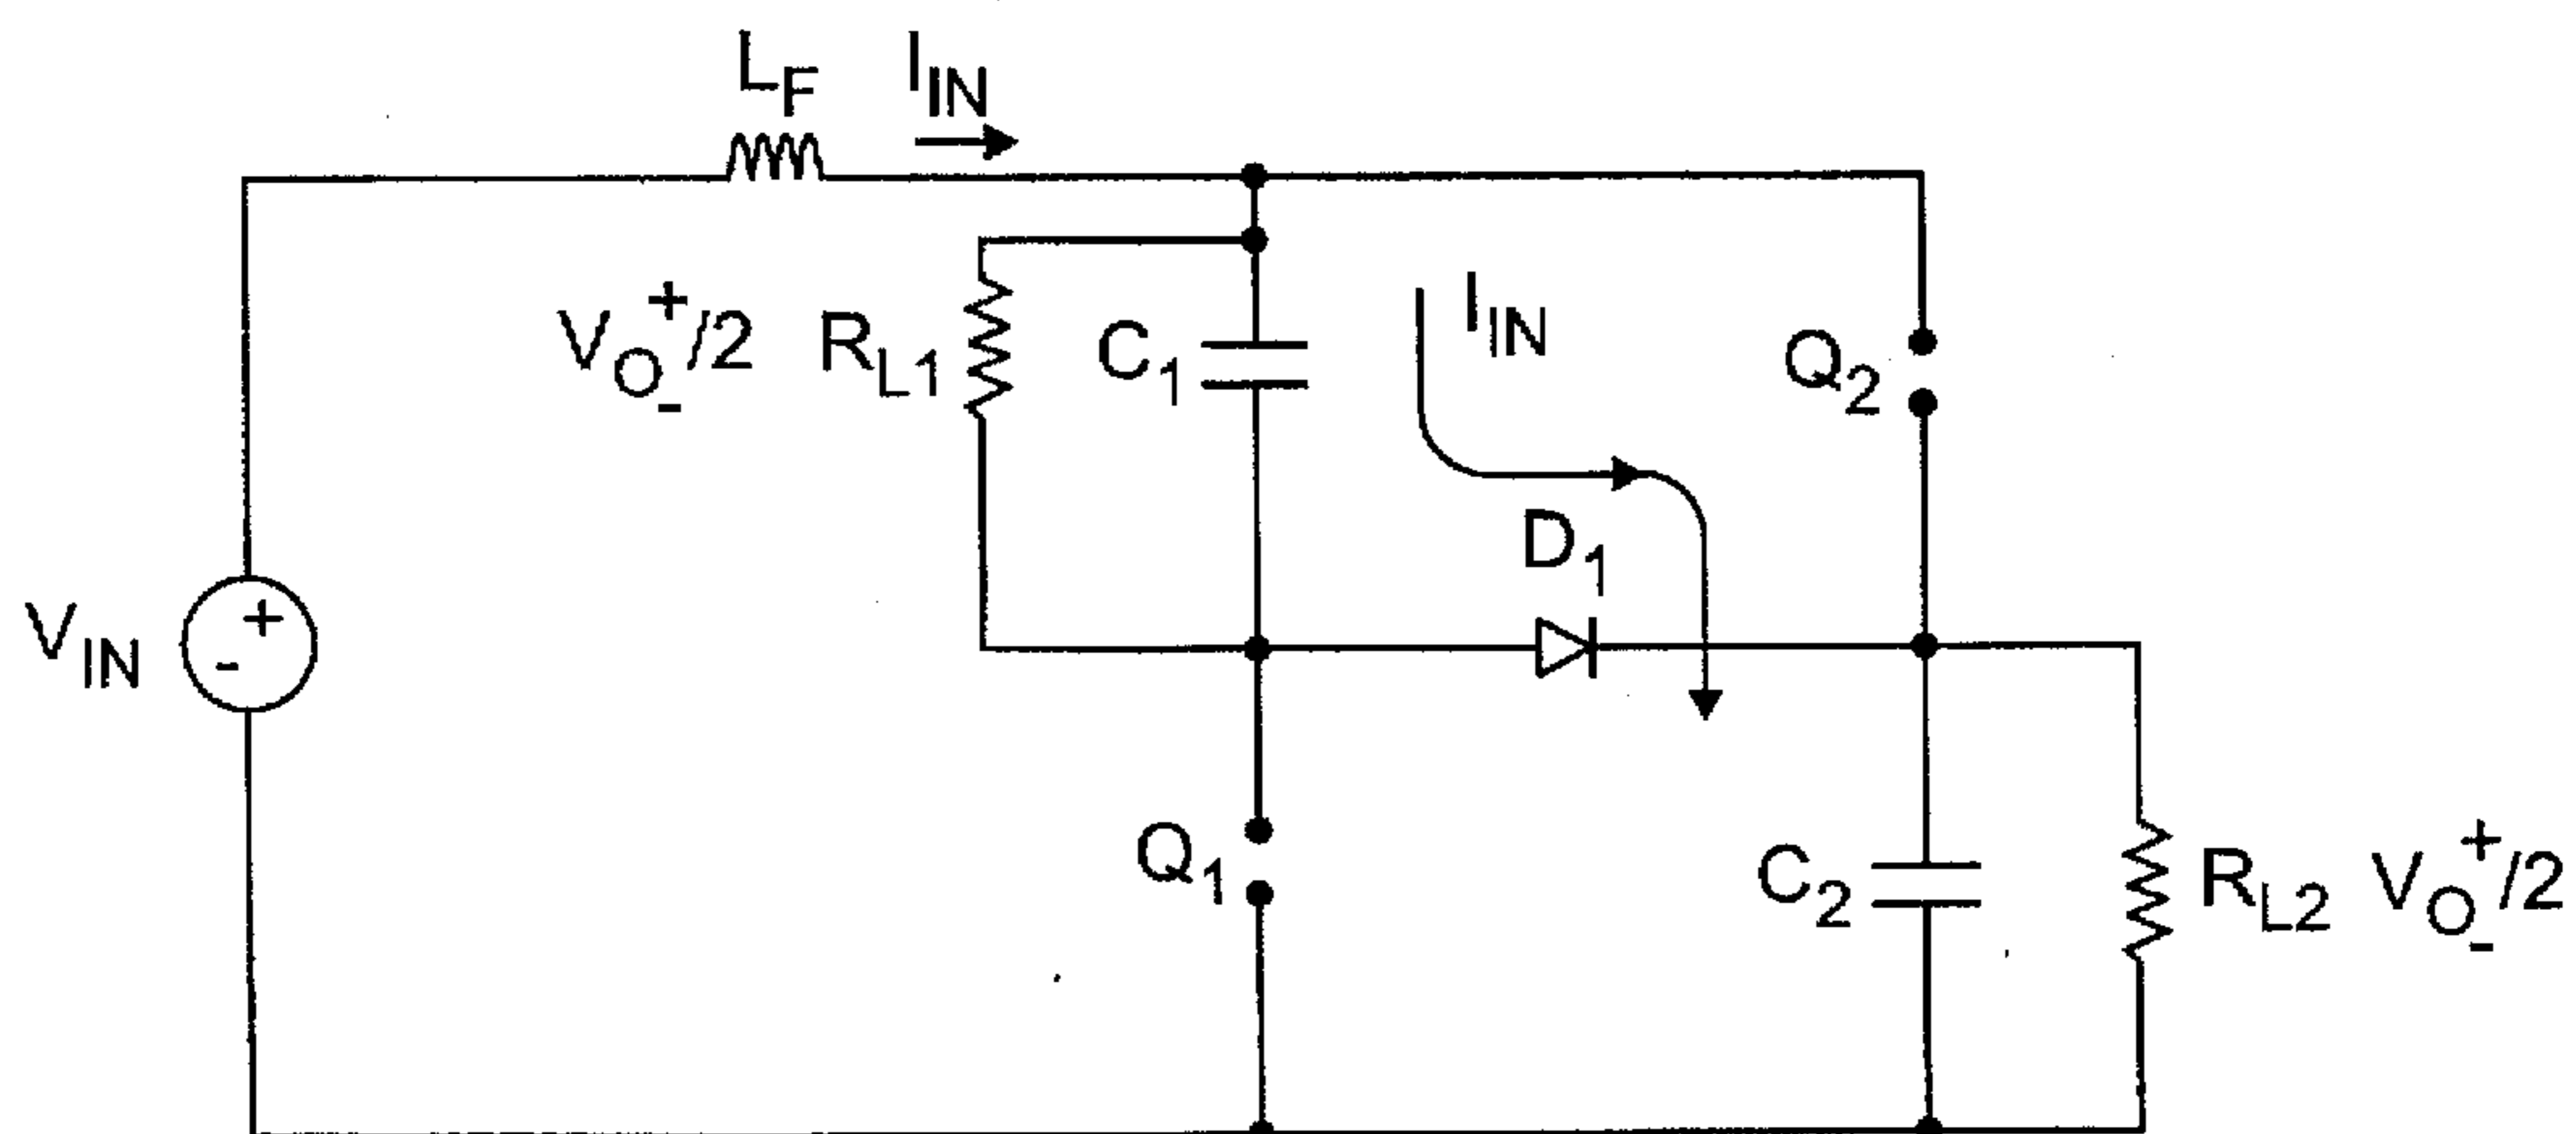 L_F I_IN
V_O^+_-/2 R_L1 C_1 I_IN Q_2
D_1
V_IN + -
Q_1 C_2 R_L2 V_O^+_-/2